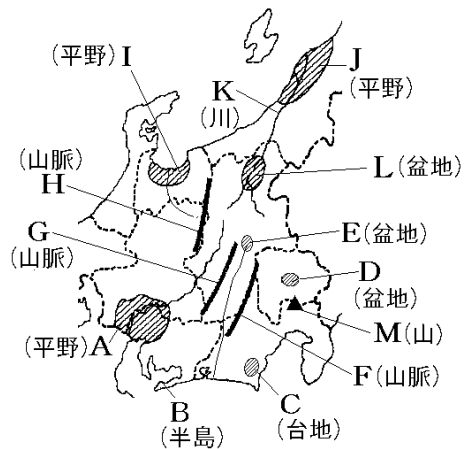 (平野) I
J
(平野)
K
(川)
(山脈)
H
L (盆地)
G
(山脈)
E (盆地)
D
(盆地)
M (山)
(平野) A
F (山脈)
B
(半島)
C
(台地)